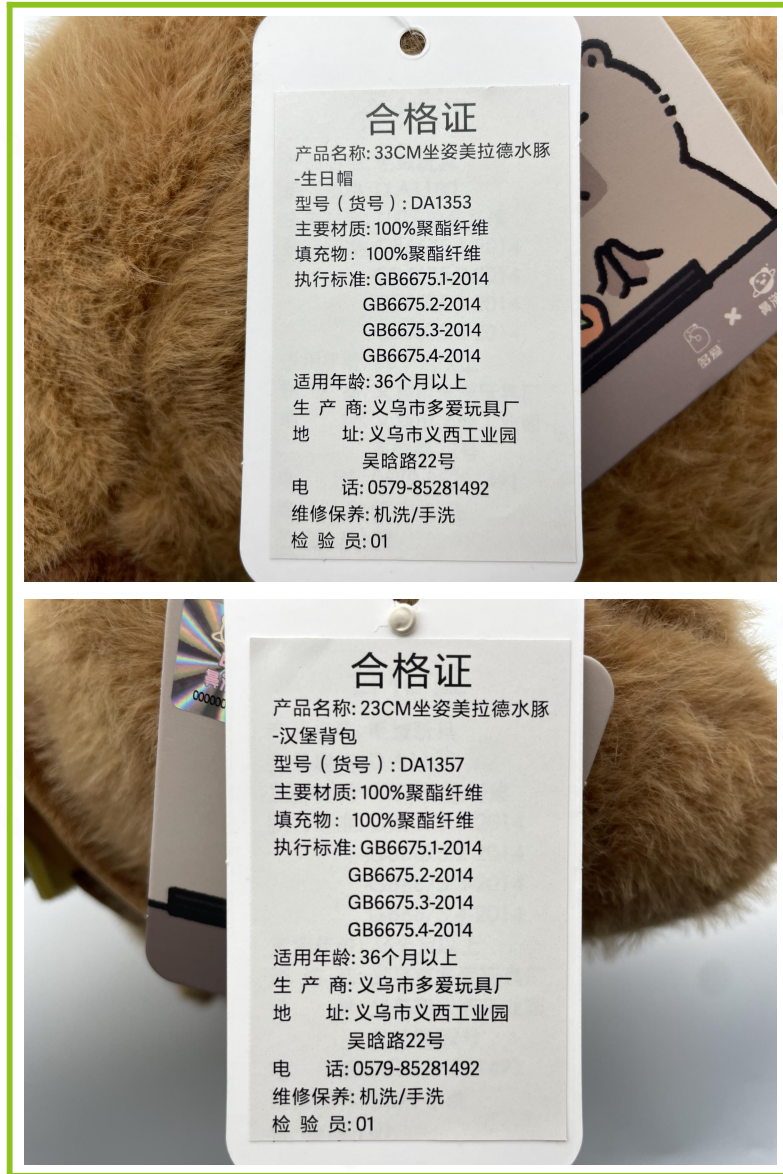 合格证
产品名称: 33CM坐姿美拉德水豚
-生日帽
型号（货号）: DA1353
主要材质: 100%聚酯纤维
填充物： 100%聚酯纤维
执行标准: GB6675.1-2014
GB6675.2-2014
GB6675.3-2014
GB6675.4-2014
适用年龄: 36个月以上
生 产 商: 义乌市多爱玩具厂
地 址: 义乌市义西工业园
吴晗路22号
电 话: 0579-85281492
维修保养: 机洗/手洗
检 验 员: 01
合格证
产品名称: 23CM坐姿美拉德水豚
-汉堡背包
型号（货号）: DA1357
主要材质: 100%聚酯纤维
填充物： 100%聚酯纤维
执行标准: GB6675.1-2014
GB6675.2-2014
GB6675.3-2014
GB6675.4-2014
适用年龄: 36个月以上
生 产 商: 义乌市多爱玩具厂
地 址: 义乌市义西工业园
吴晗路22号
电 话: 0579-85281492
维修保养: 机洗/手洗
检 验 员: 01